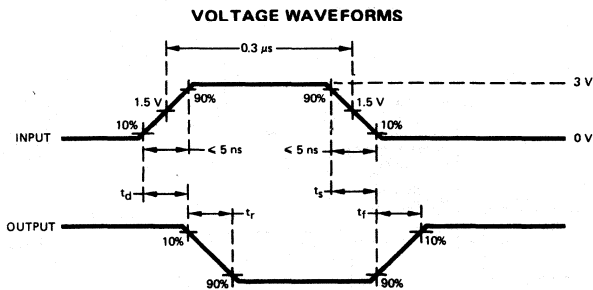 VOLTAGE WAVEFORMS
0.3 μs
3 V
1.5 V
90%
90%
1.5 V
10%
10%
INPUT
0 V
≤ 5 ns
≤ 5 ns
td
ts
tr
tf
OUTPUT
10%
10%
90%
90%